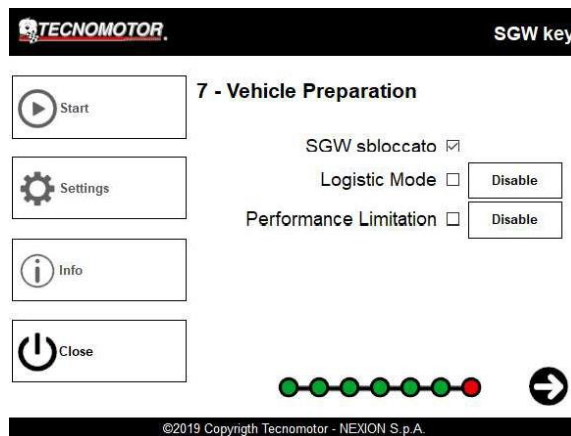 TECNOMOTOR.
SGW key
Start
7 - Vehicle Preparation
SGW sbloccato
Settings
Logistic Mode
Disable
Performance Limitation
Disable
Info
Close
©2019 Copyrigth Tecnomotor - NEXION S.p.A.